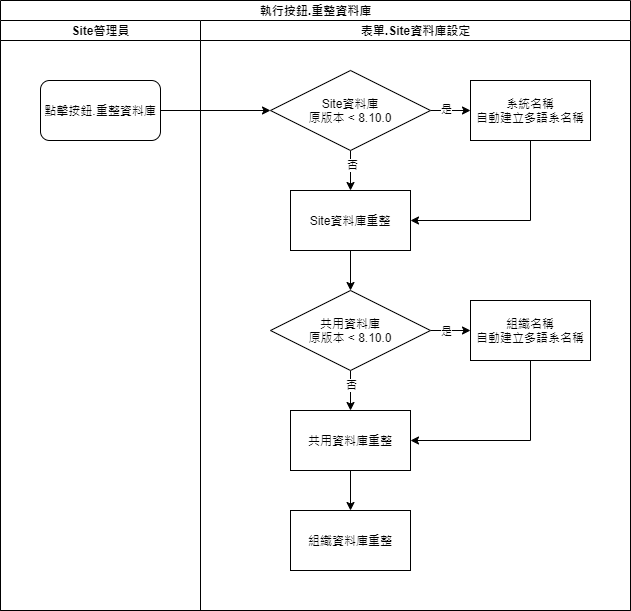 執行按鈕.重整資料庫
Site管理員
表單.Site資料庫設定
點擊按鈕.重整資料庫
Site資料庫
原版本 < 8.10.0
是
系統名稱
自動建立多語系名稱
否
Site資料庫重整
共用資料庫
原版本 < 8.10.0
是
組織名稱
自動建立多語系名稱
否
共用資料庫重整
組織資料庫重整